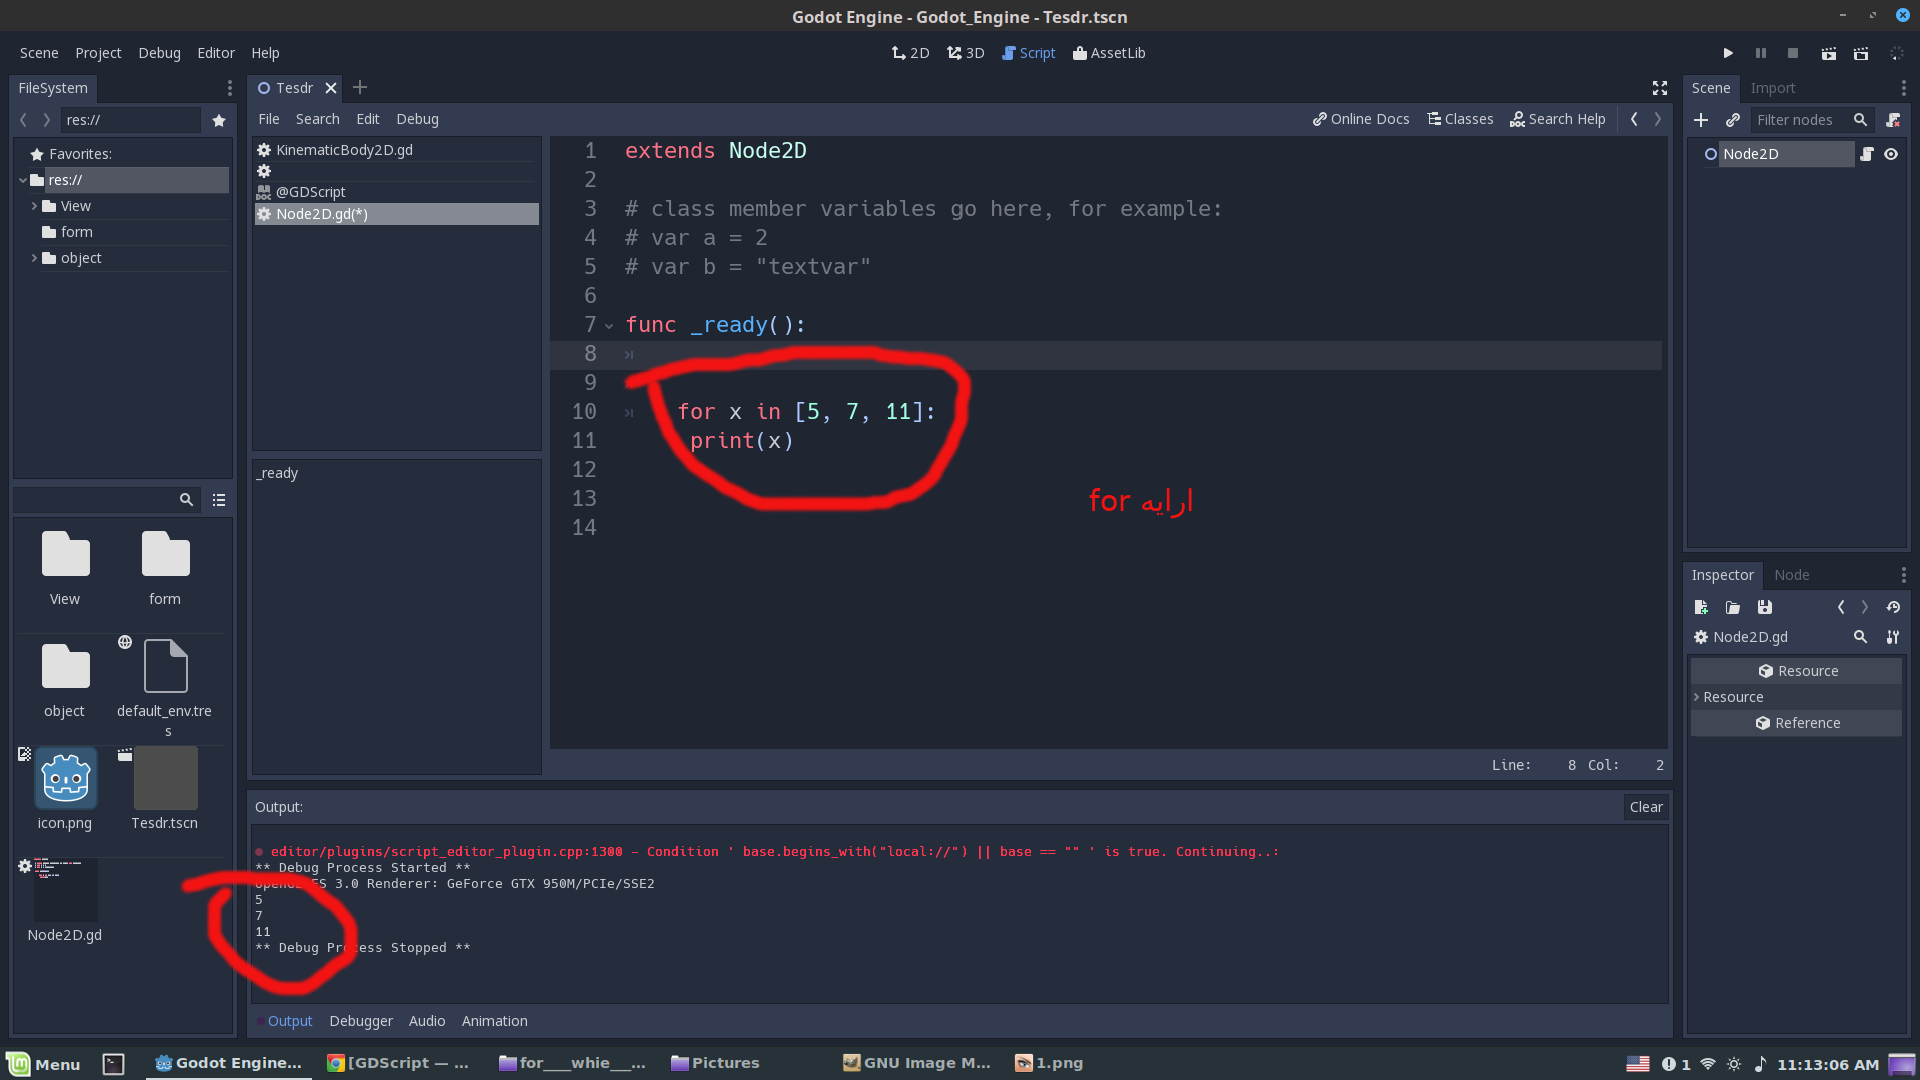 Godot Engine - Godot_Engine - Tesdr.tscn
Scene Project Debug Editor Help
2D 3D Script AssetLib
FileSystem
res://
Favorites:
res://
View
form
object
View
form
object
default_env.tre
s
icon.png
Tesdr.tscn
Node2D.gd
Tesdr
File Search Edit Debug
Online Docs Classes Search Help
KinematicBody2D.gd
@GDScript
Node2D.gd(*)
_ready
1 extends Node2D
2
3 # class member variables go here, for example:
4 # var a = 2
5 # var b = "textvar"
6
7 func _ready():
8
9
10 for x in [5, 7, 11]:
11 print(x)
12
13
14
for ارایه
Line: 8 Col: 2
Output:
Clear
editor/plugins/script_editor_plugin.cpp:1300 - Condition ' base.begins_with("local://") || base == "" ' is true. Continuing..:
** Debug Process Started **
OpenGL ES 3.0 Renderer: GeForce GTX 950M/PCIe/SSE2
5
7
11
** Debug Process Stopped **
Output Debugger Audio Animation
Scene Import
Filter nodes
Node2D
Inspector Node
Node2D.gd
Resource
Resource
Reference
Menu
Godot Engine...
[GDScript — ...
for____whie___...
Pictures
GNU Image M...
1.png
1
11:13:06 AM